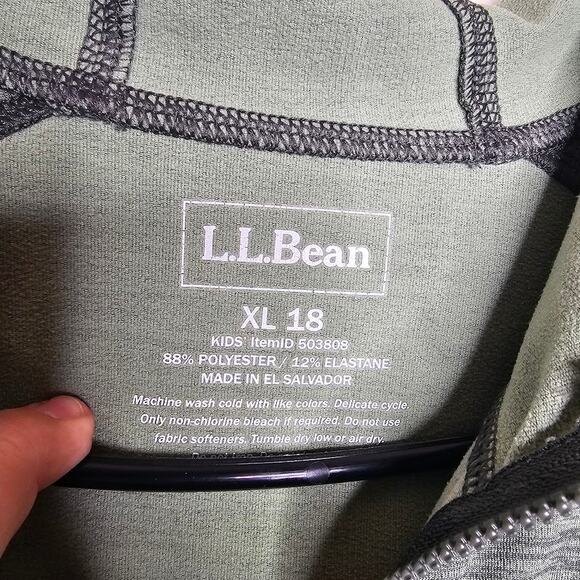 L.L.Bean
XL 18
KIDS' ItemID 503808
88% POLYESTER / 12% ELASTANE
MADE IN EL SALVADOR
Machine wash cold with like colors. Delicate cycle.
Only non-chlorine bleach if required. Do not use
fabric softeners. Tumble dry low or air dry.